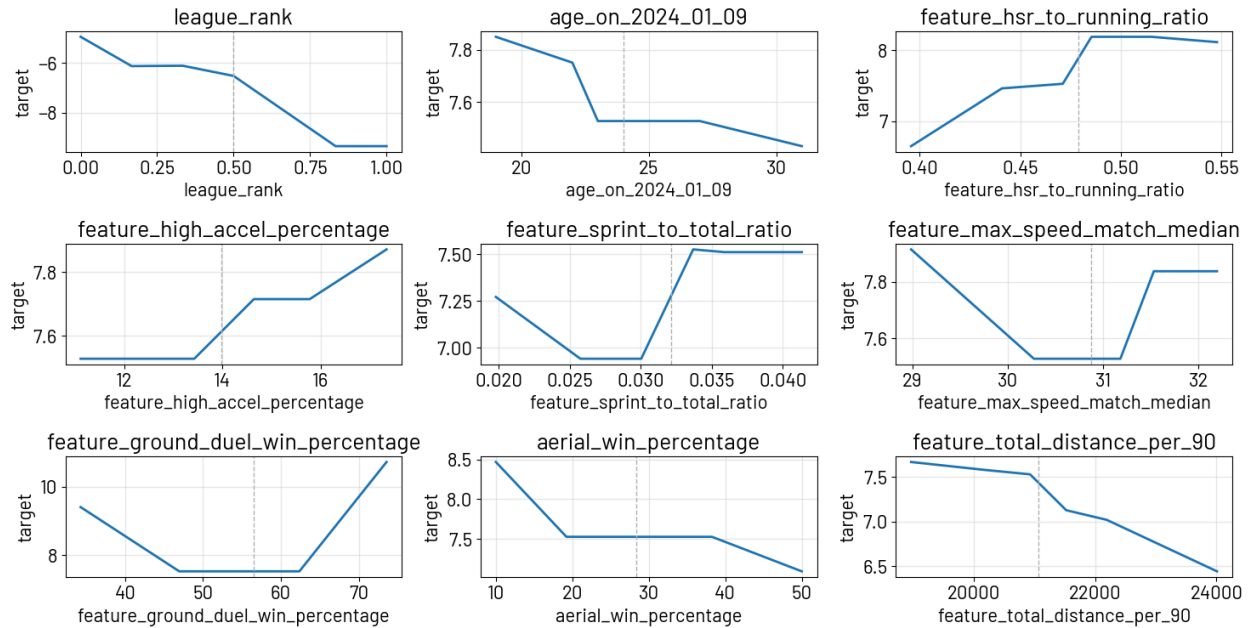 league_rank
target
−6
−8
0.00 0.25 0.50 0.75 1.00
league_rank
age_on_2024_01_09
target
7.8
7.6
20 25 30
age_on_2024_01_09
feature_hsr_to_running_ratio
target
8
7
0.40 0.45 0.50 0.55
feature_hsr_to_running_ratio
feature_high_accel_percentage
target
7.8
7.6
12 14 16
feature_high_accel_percentage
feature_sprint_to_total_ratio
target
7.50
7.25
7.00
0.020 0.025 0.030 0.035 0.040
feature_sprint_to_total_ratio
feature_max_speed_match_median
target
7.8
7.6
29 30 31 32
feature_max_speed_match_median
feature_ground_duel_win_percentage
target
10
8
40 50 60 70
feature_ground_duel_win_percentage
aerial_win_percentage
target
8.5
8.0
7.5
10 20 30 40 50
aerial_win_percentage
feature_total_distance_per_90
target
7.5
7.0
6.5
20000 22000 24000
feature_total_distance_per_90